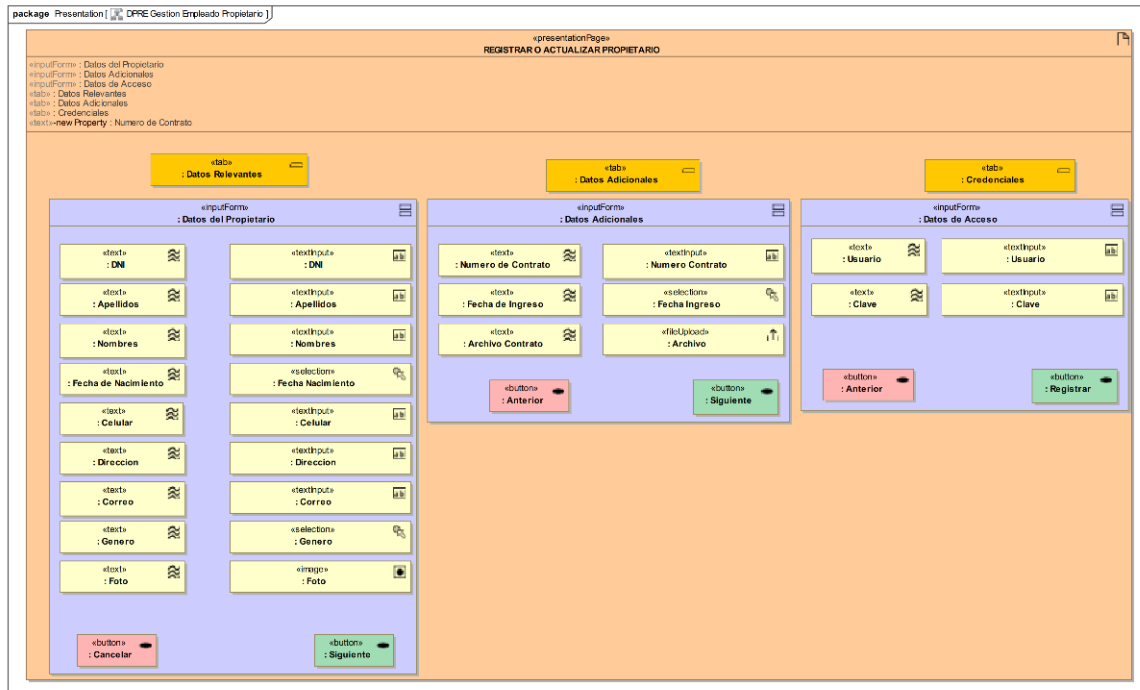 package Presentation [ DPRE Gestion Empleado Propietario ]
«presentationPage»
REGISTRAR O ACTUALIZAR PROPIETARIO
«inputForm» : Datos del Propietario
«inputForm» : Datos Adicionales
«inputForm» : Datos de Acceso
«tab» : Datos Relevantes
«tab» : Datos Adicionales
«tab» : Credenciales
«text»-new Property : Numero de Contrato
«tab»
: Datos Relevantes
«inputForm»
: Datos del Propietario
«text»
: DNI
«textInput»
: DNI
«text»
: Apellidos
«textInput»
: Apellidos
«text»
: Nombres
«textInput»
: Nombres
«text»
: Fecha de Nacimiento
«selection»
: Fecha Nacimiento
«text»
: Celular
«textInput»
: Celular
«text»
: Direccion
«textInput»
: Direccion
«text»
: Correo
«textInput»
: Correo
«text»
: Genero
«selection»
: Genero
«text»
: Foto
«image»
: Foto
«button»
: Cancelar
«button»
: Siguiente
«tab»
: Datos Adicionales
«inputForm»
: Datos Adicionales
«text»
: Numero de Contrato
«textInput»
: Numero Contrato
«text»
: Fecha de Ingreso
«selection»
: Fecha Ingreso
«text»
: Archivo Contrato
«fileUpload»
: Archivo
«button»
: Anterior
«button»
: Siguiente
«tab»
: Credenciales
«inputForm»
: Datos de Acceso
«text»
: Usuario
«textInput»
: Usuario
«text»
: Clave
«textInput»
: Clave
«button»
: Anterior
«button»
: Registrar